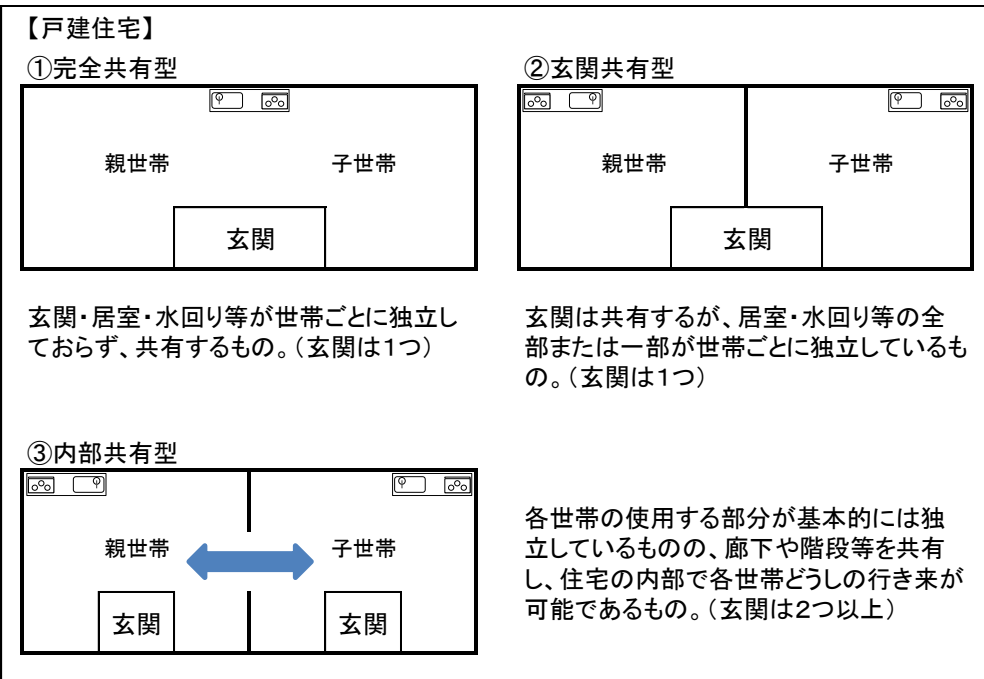 【戸建住宅】
①完全共有型
親世帯
子世帯
玄関
玄関・居室・水回り等が世帯ごとに独立し
ておらず、共有するもの。（玄関は１つ）
②玄関共有型
親世帯
子世帯
玄関
玄関は共有するが、居室・水回り等の全
部または一部が世帯ごとに独立しているも
の。（玄関は１つ）
③内部共有型
親世帯
子世帯
玄関
玄関
各世帯の使用する部分が基本的には独
立しているものの、廊下や階段等を共有
し、住宅の内部で各世帯どうしの行き来が
可能であるもの。（玄関は２つ以上）